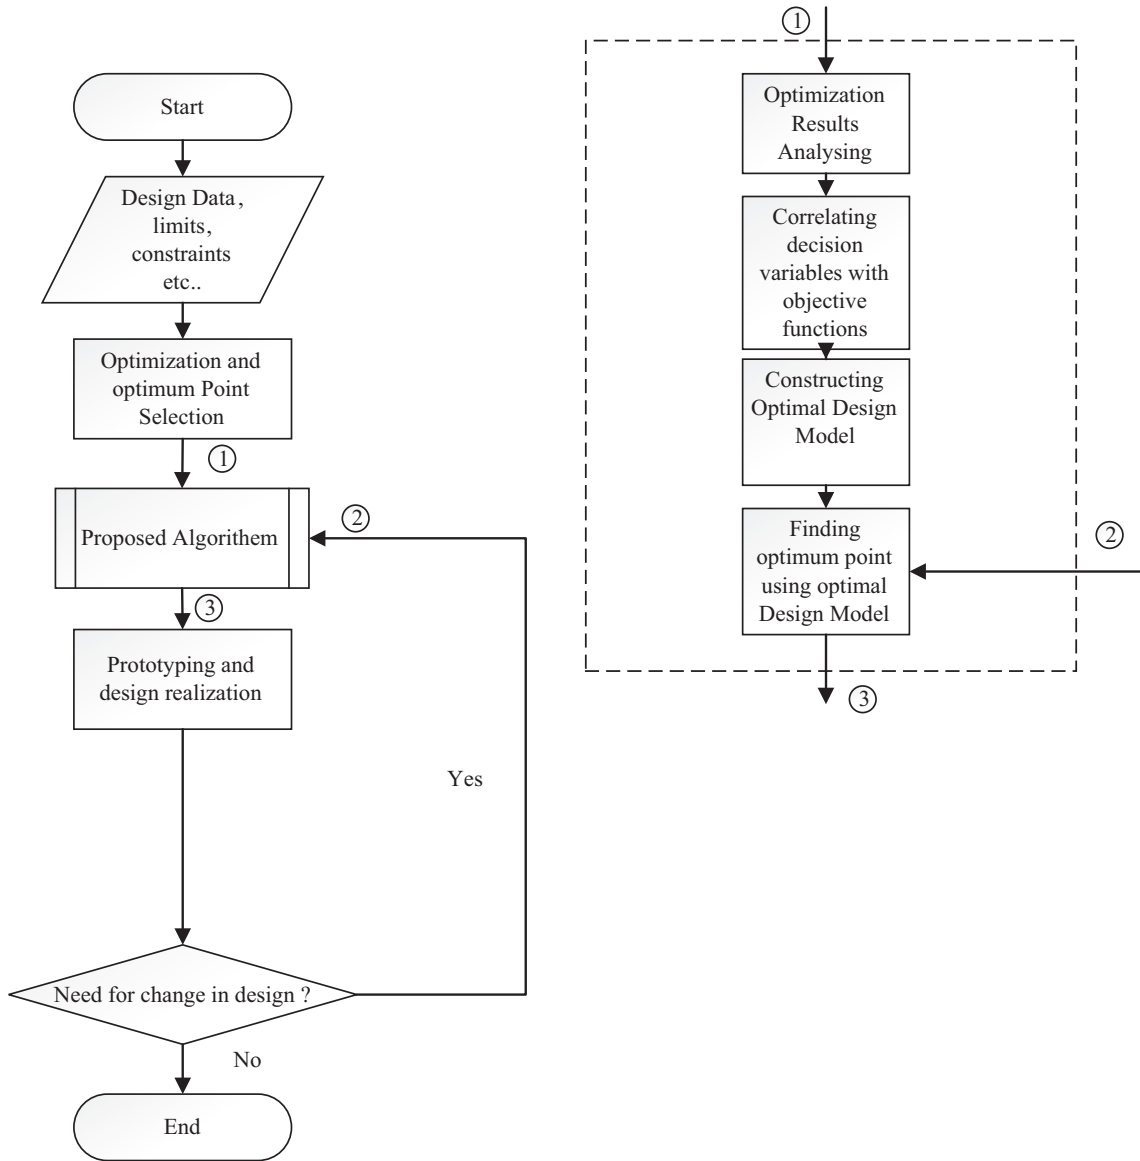 Start
Design Data,
limits,
constraints
etc..
Optimization and
optimum Point
Selection
①
Proposed Algorithem
②
③
Prototyping and
design realization
Yes
Need for change in design ?
No
End
①
Optimization
Results
Analysing
Correlating
decision
variables with
objective
functions
Constructing
Optimal Design
Model
Finding
optimum point
using optimal
Design Model
②
③